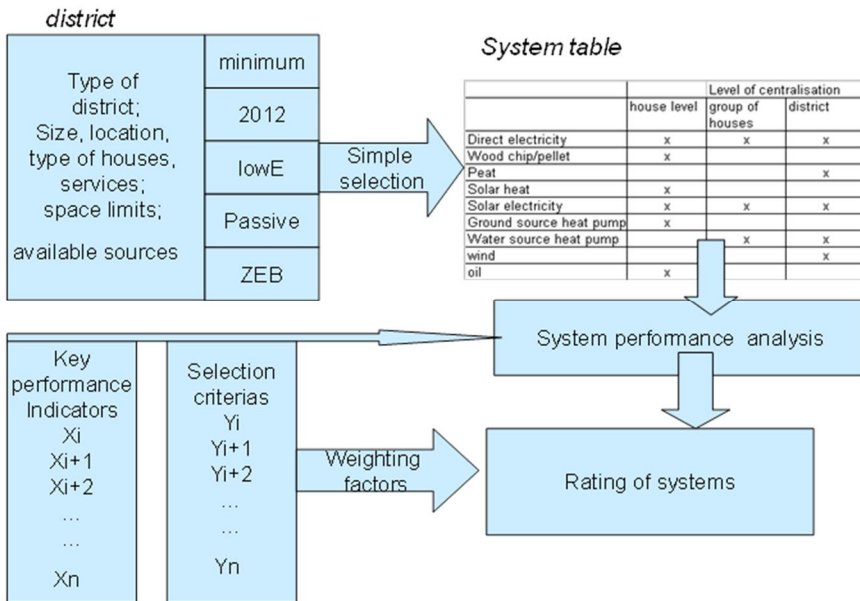 district
Type of
district;
Size, location,
type of houses,
services;
space limits;
available sources
minimum
2012
lowE
Passive
ZEB
Simple
selection
System table
Level of centralisation
house level group of houses district
Direct electricity x x x
Wood chip/pellet x
Peat x
Solar heat x
Solar electricity x x x
Ground source heat pump x
Water source heat pump x x
wind x
oil x
System performance analysis
Key
performance
Indicators
Xi
Xi+1
Xi+2
...
...
Xn
Selection
criterias
Yi
Yi+1
Yi+2
...
...
Yn
Weighting
factors
Rating of systems